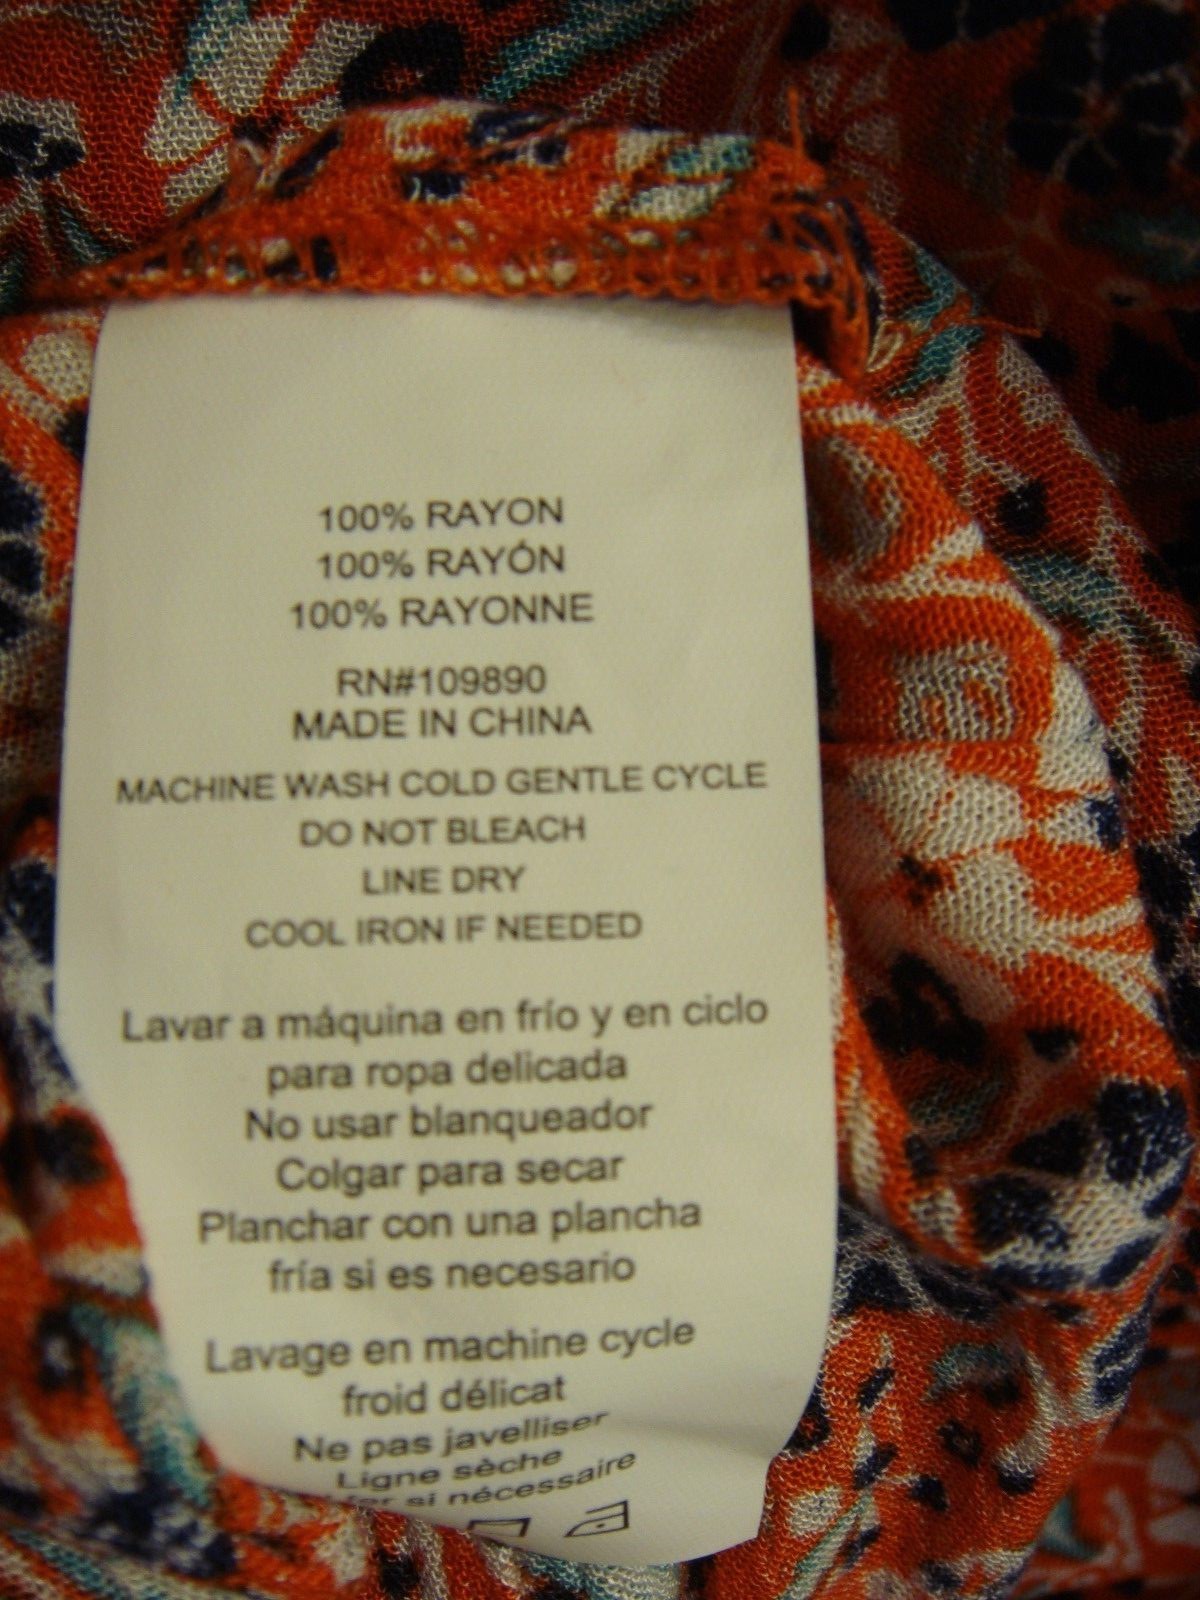 100% RAYON
100% RAYÓN
100% RAYONNE
RN#109890
MADE IN CHINA
MACHINE WASH COLD GENTLE CYCLE
DO NOT BLEACH
LINE DRY
COOL IRON IF NEEDED
Lavar a máquina en frío y en ciclo
para ropa delicada
No usar blanqueador
Colgar para secar
Planchar con una plancha
fría si es necesario
Lavage en machine cycle
froid délicat
Ne pas javelliser
Ligne sèche
si nécessaire